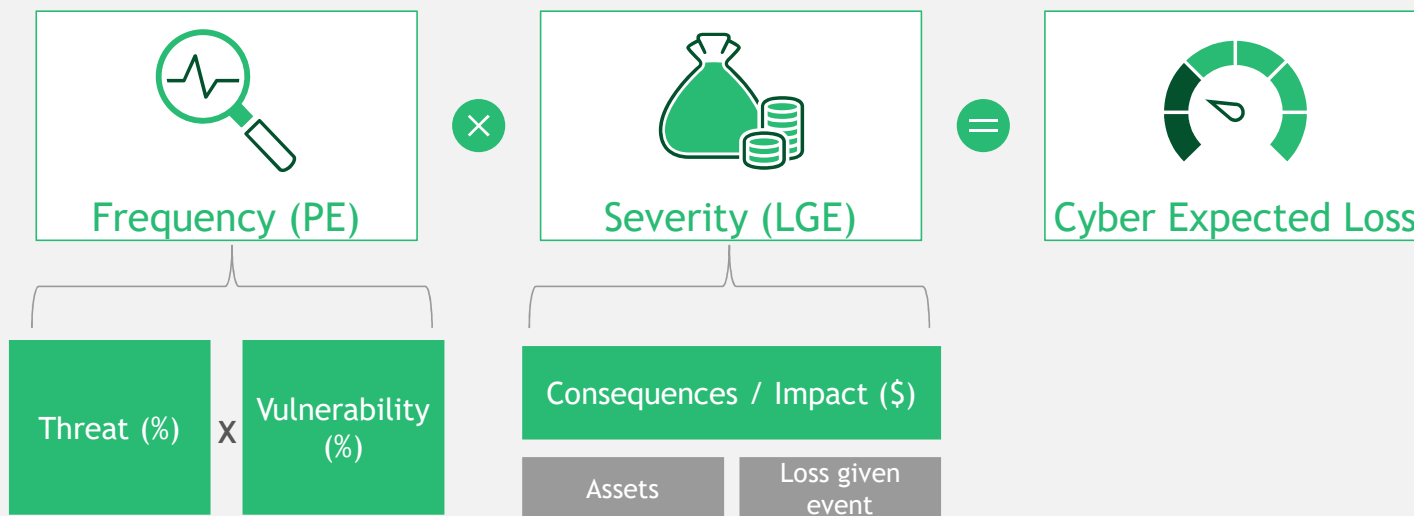 Frequency (PE)
Severity (LGE)
Cyber Expected Loss
×
=
Threat (%)
x
Vulnerability
(%)
Consequences / Impact ($)
Assets
Loss given
event